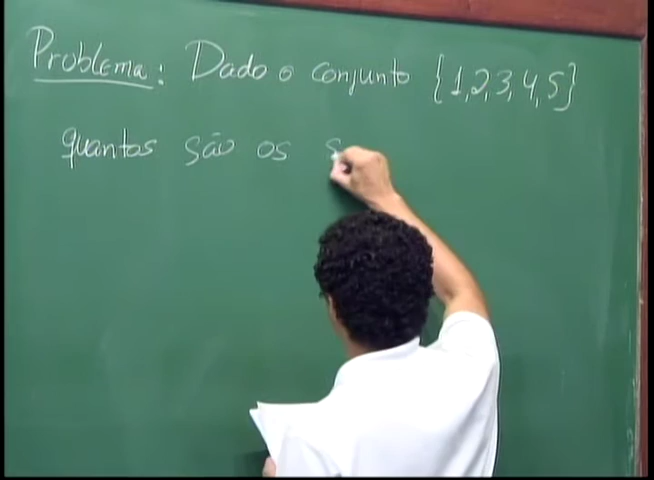 Problema: Dado o conjunto {1,2,3,4,5}
quantos são os s